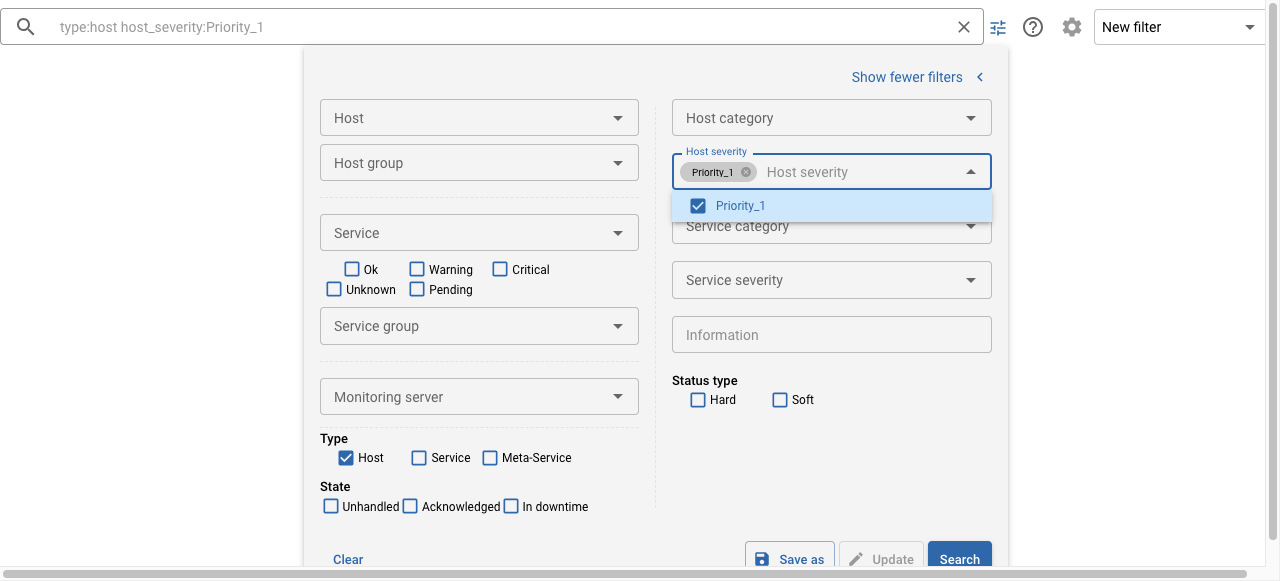 type:host host_severity:Priority_1
New filter
Show fewer filters
Host
Host group
Service
Ok
Warning
Critical
Unknown
Pending
Service group
Monitoring server
Type
Host
Service
Meta-Service
State
Unhandled
Acknowledged
In downtime
Host category
Host severity
Priority_1
Host severity
Priority_1
Service category
Service severity
Information
Status type
Hard
Soft
Clear
Save as
Update
Search